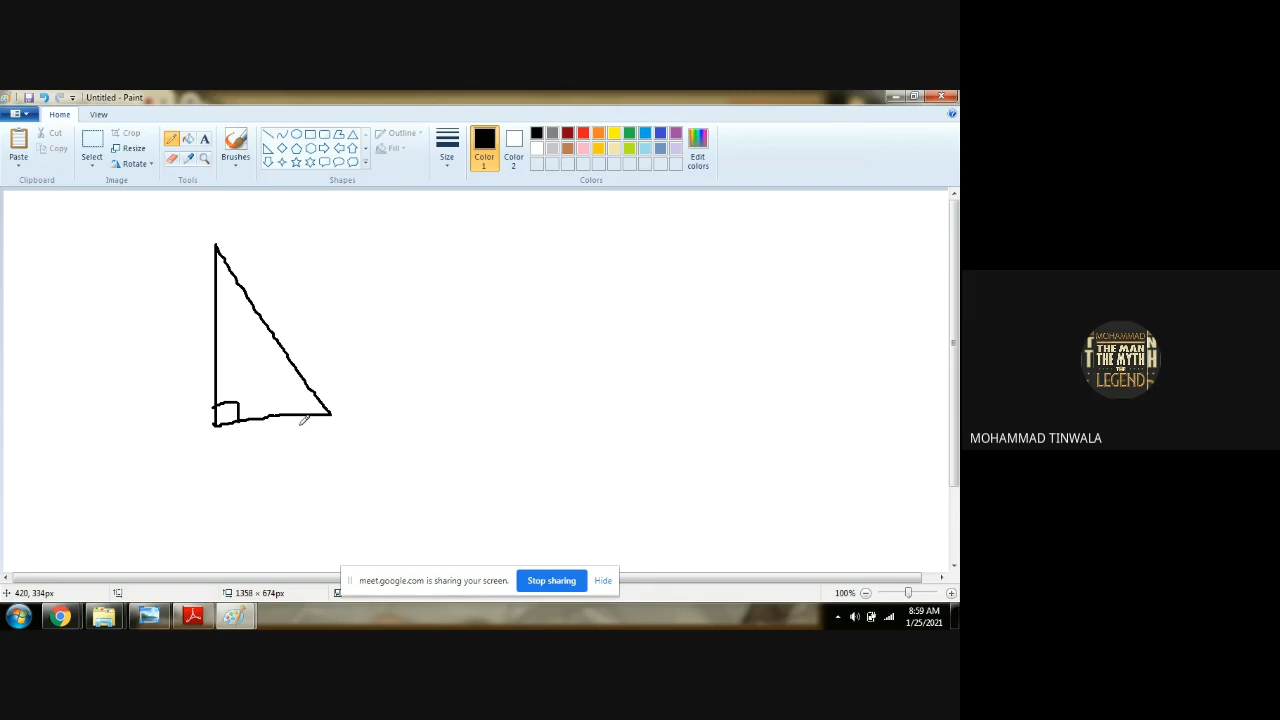 Untitled - Paint
Home View
Paste
Cut
Copy
Clipboard
Select
Crop
Resize
Rotate
Image
Tools
Brushes
Outline
Fill
Shapes
Size
Color 1
Color 2
Edit colors
Colors
MOHAMMAD
THE MAN
THE MYTH
THE
LEGEND
MOHAMMAD TINWALA
meet.google.com is sharing your screen. Stop sharing Hide
420, 334px
1358 × 674px
100%
8:59 AM
1/25/2021